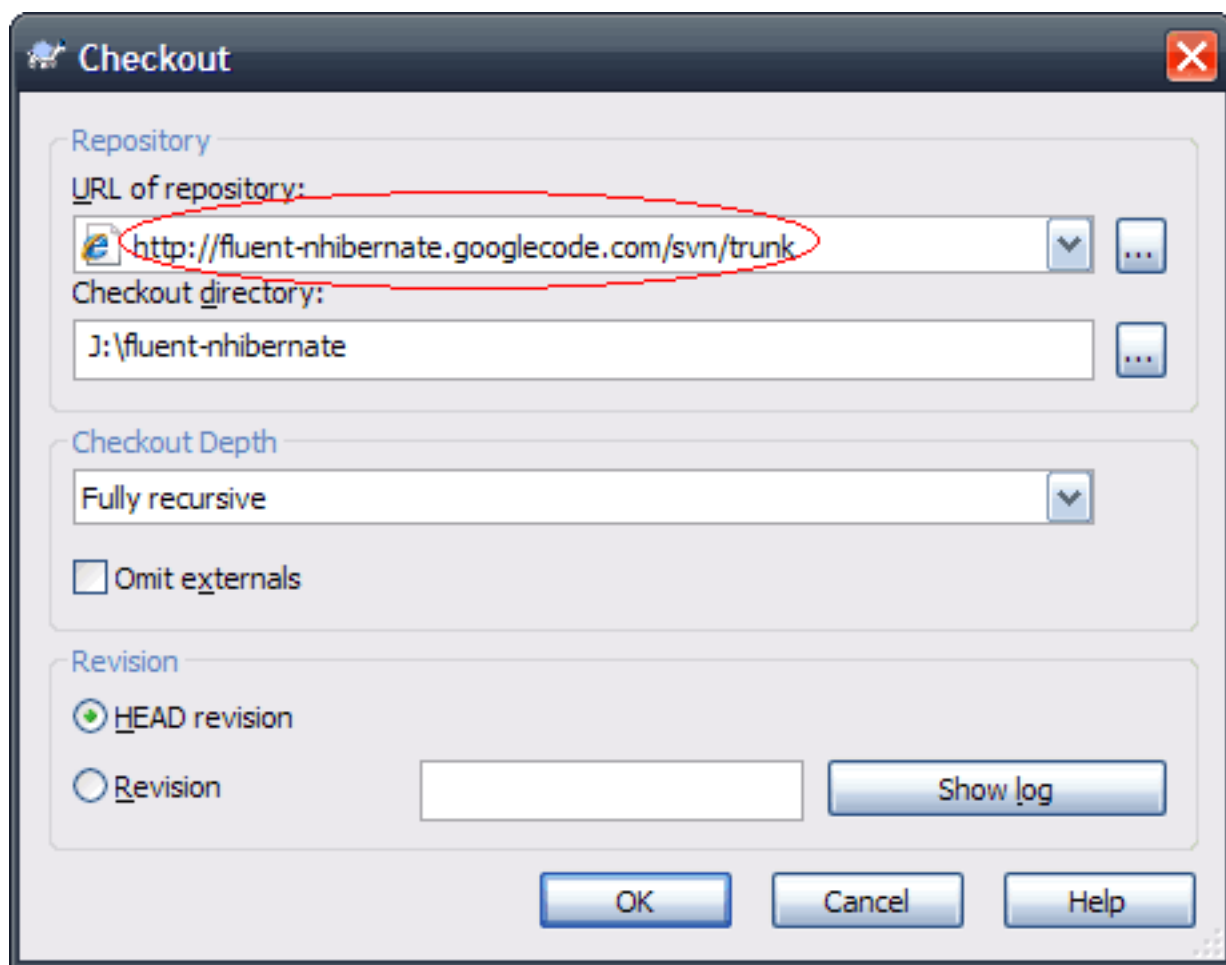 Checkout
Repository
URL of repository:
http://fluent-nhibernate.googlecode.com/svn/trunk
...
Checkout directory:
J:\fluent-nhibernate
...
Checkout Depth
Fully recursive
Omit externals
Revision
HEAD revision
Revision
Show log
OK Cancel Help